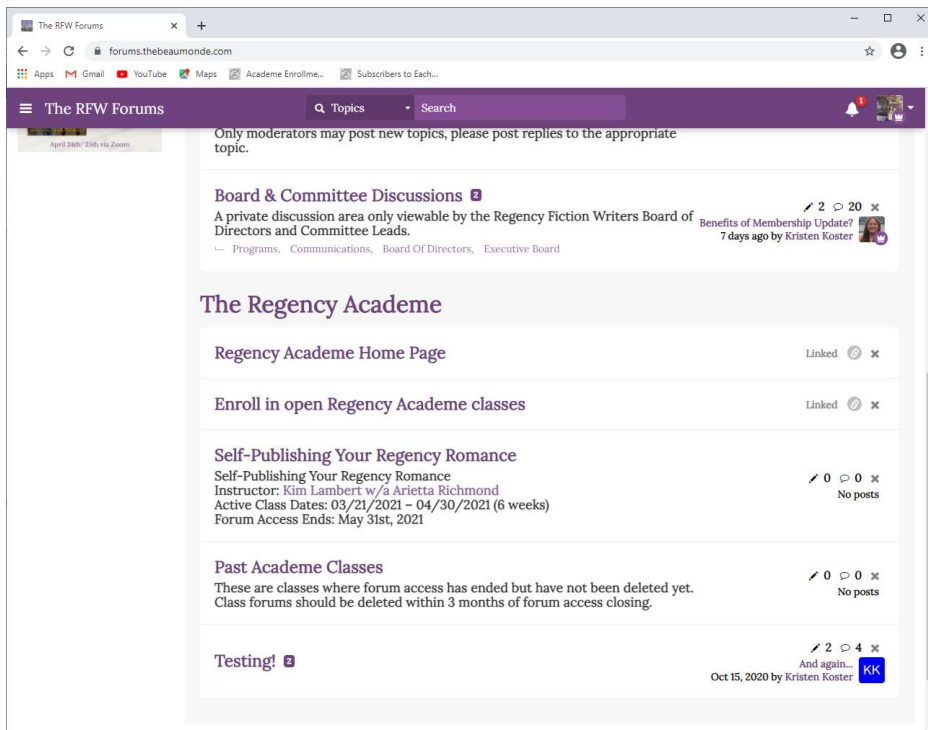 The RFW Forums
forums.thebeaumonde.com
Apps Gmail YouTube Maps Academe Enrollme... Subscribers to Each...
The RFW Forums Topics Search 1
April 24th/ 25th via Zoom
Only moderators may post new topics, please post replies to the appropriate
topic.
Board & Committee Discussions 2
A private discussion area only viewable by the Regency Fiction Writers Board of
Directors and Committee Leads.
Programs, Communications, Board Of Directors, Executive Board
2 20
Benefits of Membership Update?
7 days ago by Kristen Koster
The Regency Academe
Regency Academe Home Page
Linked
Enroll in open Regency Academe classes
Linked
Self-Publishing Your Regency Romance
Self-Publishing Your Regency Romance
Instructor: Kim Lambert w/a Arietta Richmond
Active Class Dates: 03/21/2021 – 04/30/2021 (6 weeks)
Forum Access Ends: May 31st, 2021
0 0
No posts
Past Academe Classes
These are classes where forum access has ended but have not been deleted yet.
Class forums should be deleted within 3 months of forum access closing.
0 0
No posts
Testing! 2
2 4
And again...
Oct 15, 2020 by Kristen Koster
KK